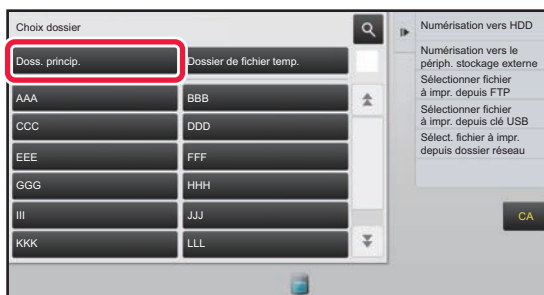 Choix dossier
Doss. princip.
Dossier de fichier temp.
AAA
BBB
CCC
DDD
EEE
FFF
GGG
HHH
III
JJJ
KKK
LLL
Numérisation vers HDD
Numérisation vers le
périph. stockage externe
Sélectionner fichier
à impr. depuis FTP
Sélectionner fichier
à impr. depuis clé USB
Sélect. fichier à impr.
depuis dossier réseau
CA